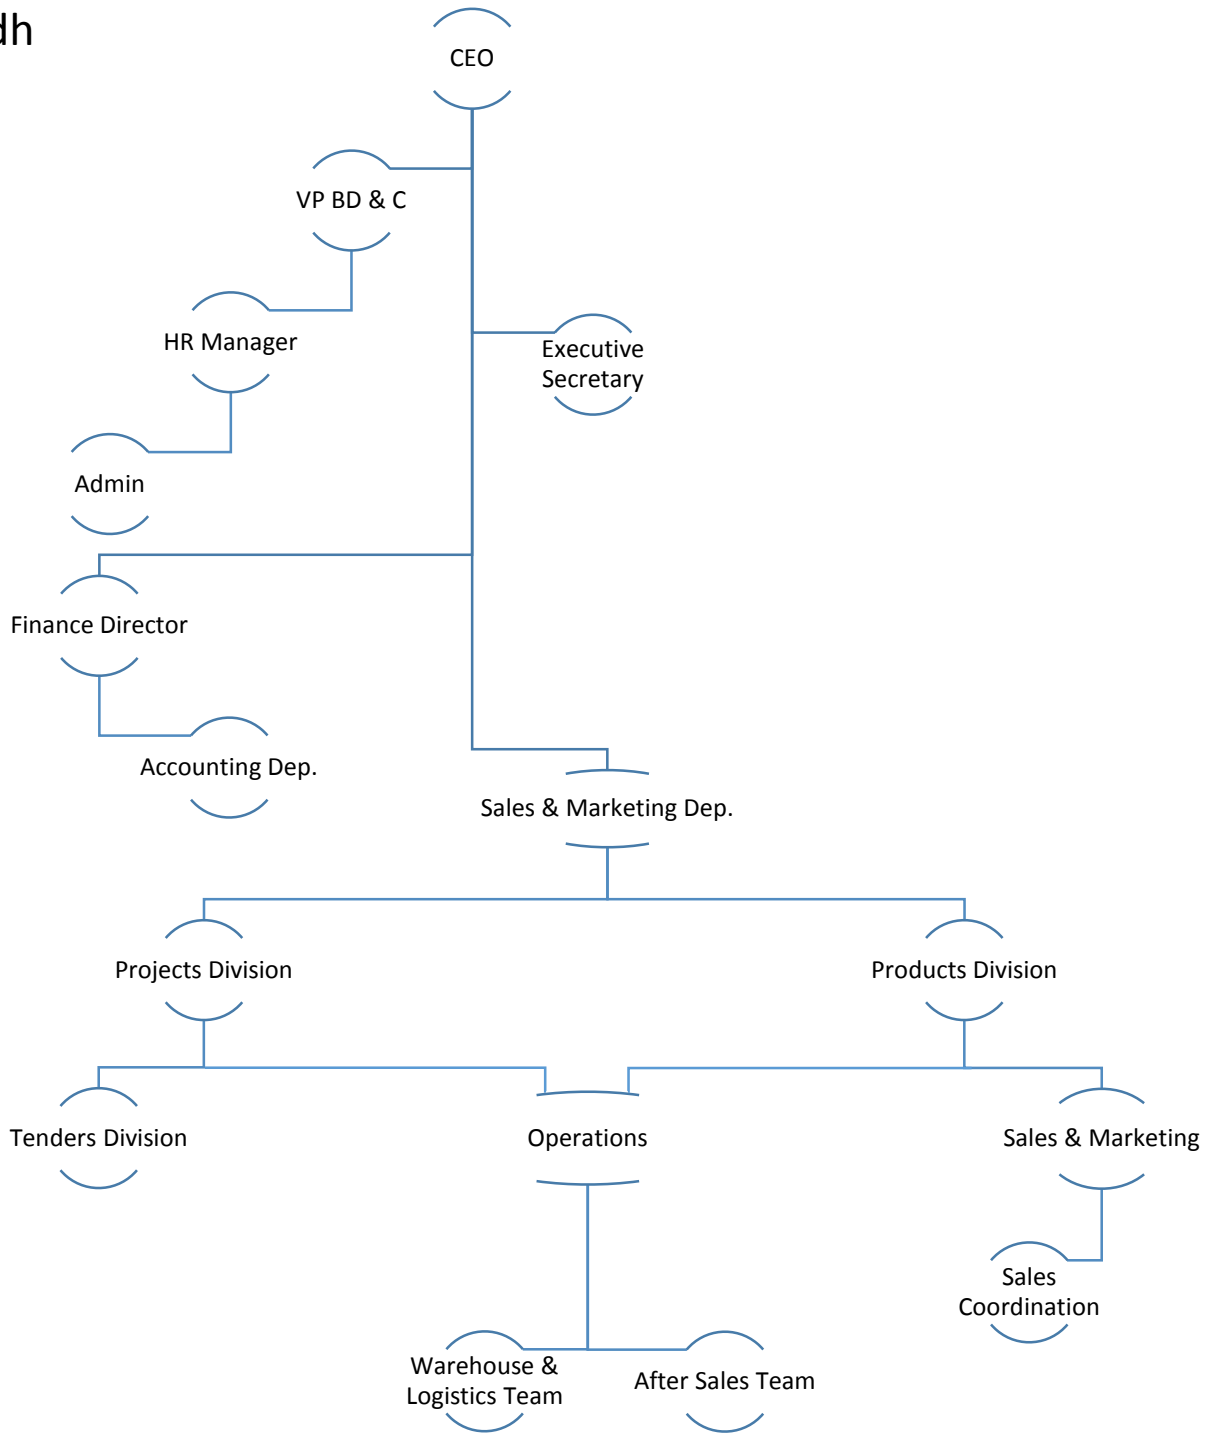 dh
CEO
VP BD & C
HR Manager
Executive
Secretary
Admin
Finance Director
Accounting Dep.
Sales & Marketing Dep.
Projects Division
Products Division
Tenders Division
Operations
Sales & Marketing
Sales
Coordination
Warehouse &
Logistics Team
After Sales Team